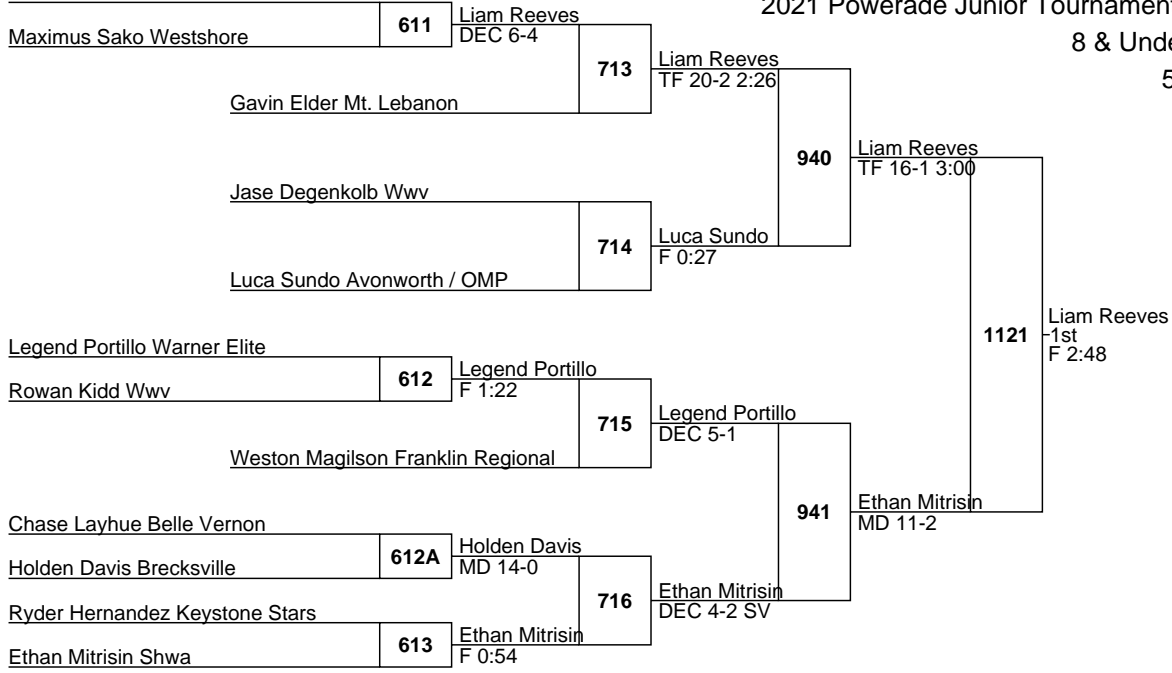 2021 Powerade Junior Tournament
8 & Unde
5
Maximus Sako Westshore
611
Liam Reeves
DEC 6-4
713
Liam Reeves
TF 20-2 2:26
Gavin Elder Mt. Lebanon
940
Liam Reeves
TF 16-1 3:00
Jase Degenkolb Wwv
714
Luca Sundo
F 0:27
Luca Sundo Avonworth / OMP
1121
Liam Reeves
1st
F 2:48
Legend Portillo Warner Elite
Rowan Kidd Wwv
612
Legend Portillo
F 1:22
715
Legend Portillo
DEC 5-1
Weston Magilson Franklin Regional
941
Ethan Mitrisin
MD 11-2
Chase Layhue Belle Vernon
Holden Davis Brecksville
612A
Holden Davis
MD 14-0
716
Ethan Mitrisin
DEC 4-2 SV
Ryder Hernandez Keystone Stars
Ethan Mitrisin Shwa
613
Ethan Mitrisin
F 0:54